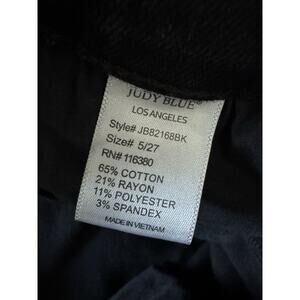 JUDY BLUE®
LOS ANGELES
Style# JB82168BK
Size# 5/27
RN# 116380
65% COTTON
21% RAYON
11% POLYESTER
3% SPANDEX
MADE IN VIETNAM